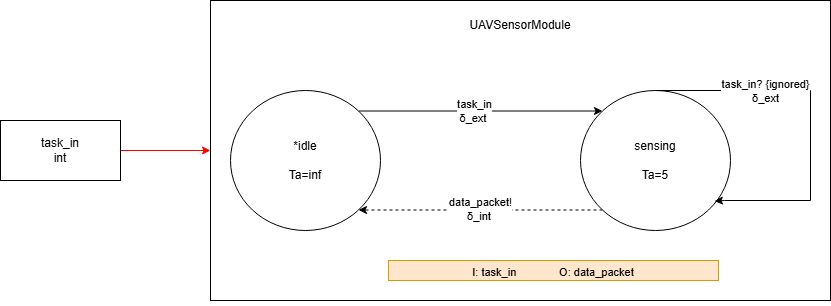 UAVSensorModule
task_in
int
*idle
Ta=inf
task_in
δ_ext
sensing
Ta=5
task_in? {ignored}
δ_ext
data_packet!
δ_int
I: task_in O: data_packet